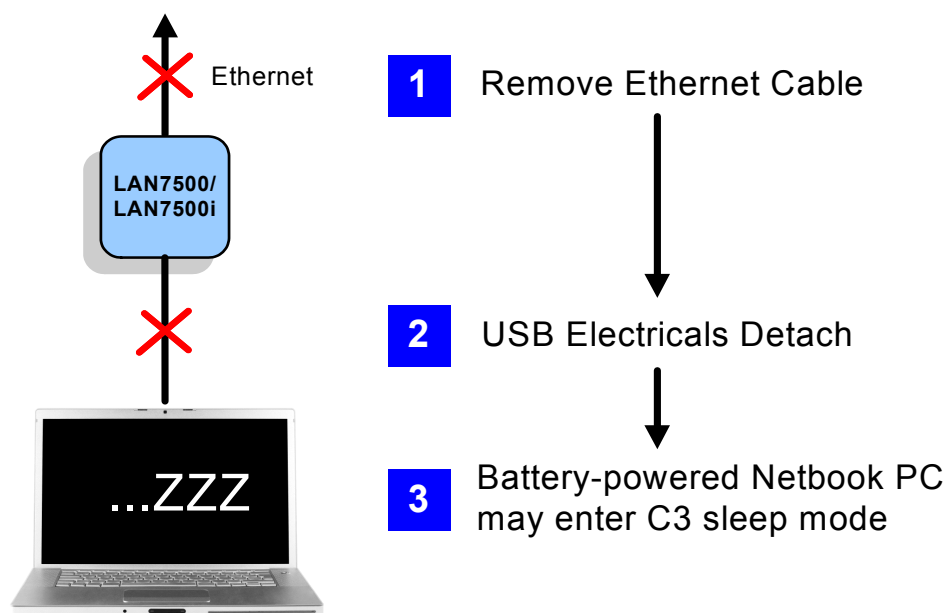 Ethernet
LAN7500/
LAN7500i
...ZZZ
1
Remove Ethernet Cable
2
USB Electricals Detach
3
Battery-powered Netbook PC
may enter C3 sleep mode